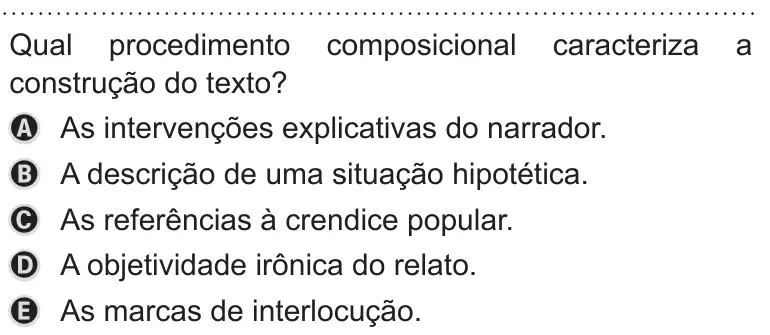 Qual procedimento composicional caracteriza a
construção do texto?
A As intervenções explicativas do narrador.
B A descrição de uma situação hipotética.
C As referências à crendice popular.
D A objetividade irônica do relato.
E As marcas de interlocução.